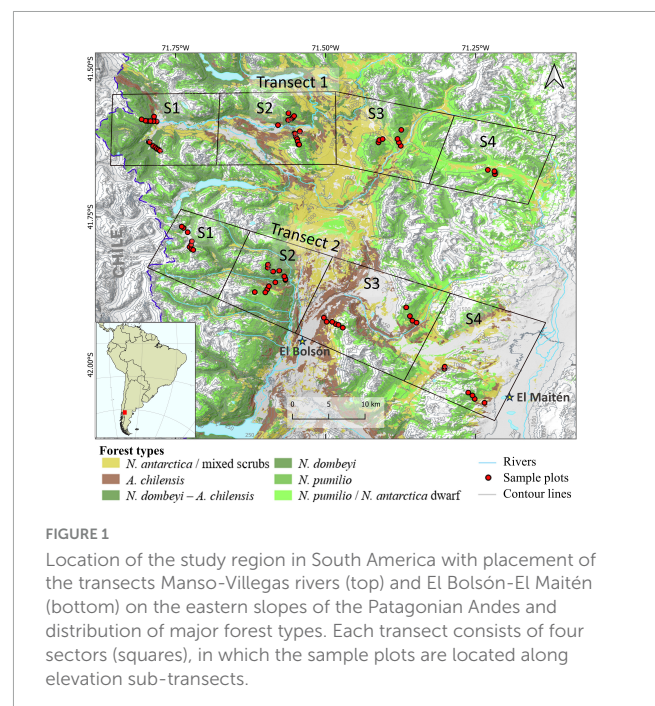 71.75°W 71.50°W 71.25°W
41.50°S
Transect 1
S1 S2 S3 S4
41.75°S
CHILE
Transect 2
S1 S2 S3 S4
El Bolsón
42.00°S
El Maitén
0 5 10 km
250
Forest types
N. antarctica / mixed scrubs
A. chilensis
N. dombeyi – A. chilensis
N. dombeyi
N. pumilio
N. pumilio / N. antarctica dwarf
Rivers
Sample plots
Contour lines
FIGURE 1
Location of the study region in South America with placement of
the transects Manso-Villegas rivers (top) and El Bolsón-El Maitén
(bottom) on the eastern slopes of the Patagonian Andes and
distribution of major forest types. Each transect consists of four
sectors (squares), in which the sample plots are located along
elevation sub-transects.